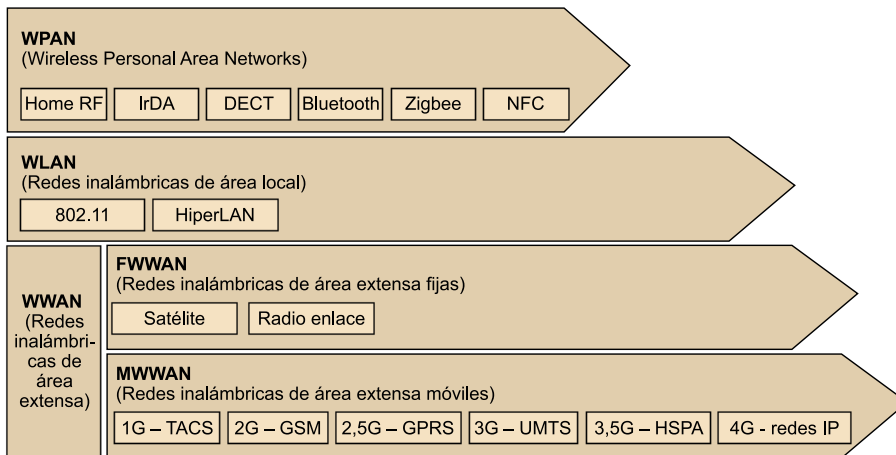 WPAN
(Wireless Personal Area Networks)
Home RF
IrDA
DECT
Bluetooth
Zigbee
NFC
WLAN
(Redes inalámbricas de área local)
802.11
HiperLAN
WWAN
(Redes
inalámbri-
cas de
área
extensa)
FWWAN
(Redes inalámbricas de área extensa fijas)
Satélite
Radio enlace
MWWAN
(Redes inalámbricas de área extensa móviles)
1G – TACS
2G – GSM
2,5G – GPRS
3G – UMTS
3,5G – HSPA
4G - redes IP